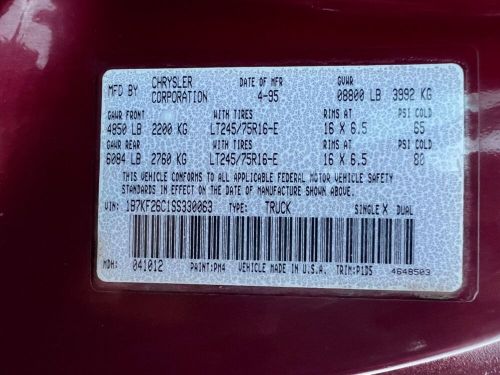 MFD BY CHRYSLER CORPORATION DATE OF MFR 4-95 GVWR 08800 LB 3992 KG
GAWR FRONT WITH TIRES RIMS AT PSI COLD
4850 LB 2200 KG LT245/75R16-E 16 X 6.5 65
GAWR REAR WITH TIRES RIMS AT PSI COLD
6084 LB 2760 KG LT245/75R16-E 16 X 6.5 80
THIS VEHICLE CONFORMS TO ALL APPLICABLE FEDERAL MOTOR VEHICLE SAFETY
STANDARDS IN EFFECT ON THE DATE OF MANUFACTURE SHOWN ABOVE.
VIN: 1B7KF26C1SS330063 TYPE: TRUCK SINGLE X DUAL
MDH: 041012 PAINT:PM4 VEHICLE MADE IN U.S.A. TRIM:P1D5 4648503